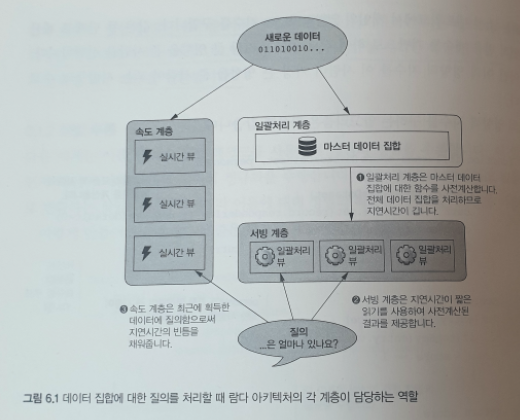 새로운 데이터
011010010...
속도 계층
실시간 뷰
실시간 뷰
실시간 뷰
일괄처리 계층
마스터 데이터 집합
❶ 일괄처리 계층은 마스터 데이터
집합에 대한 함수를 사전계산합니다.
전체 데이터 집합을 처리하므로
지연시간이 깁니다.
서빙 계층
일괄처리
뷰
일괄처리
뷰
일괄처리
뷰
❸ 속도 계층은 최근에 획득한
데이터에 질의함으로써
지연시간의 빈틈을
채워줍니다.
❷ 서빙 계층은 지연시간이 짧은
읽기를 사용하여 사전계산된
결과를 제공합니다.
질의
...은 얼마나 있나요?
그림 6.1 데이터 집합에 대한 질의를 처리할 때 람다 아키텍처의 각 계층이 담당하는 역할